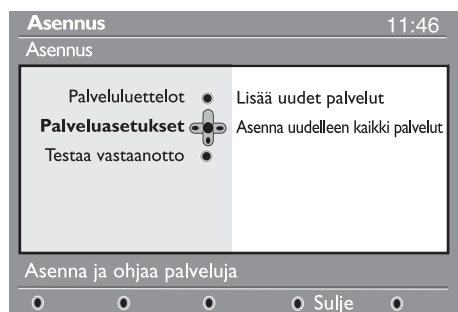 Asennus 11:46
Asennus
Palveluluettelot
Palveluasetukset
Testaa vastaanotto
Lisää uudet palvelut
Asenna uudelleen kaikki palvelut
Asenna ja ohjaa palveluja
Sulje